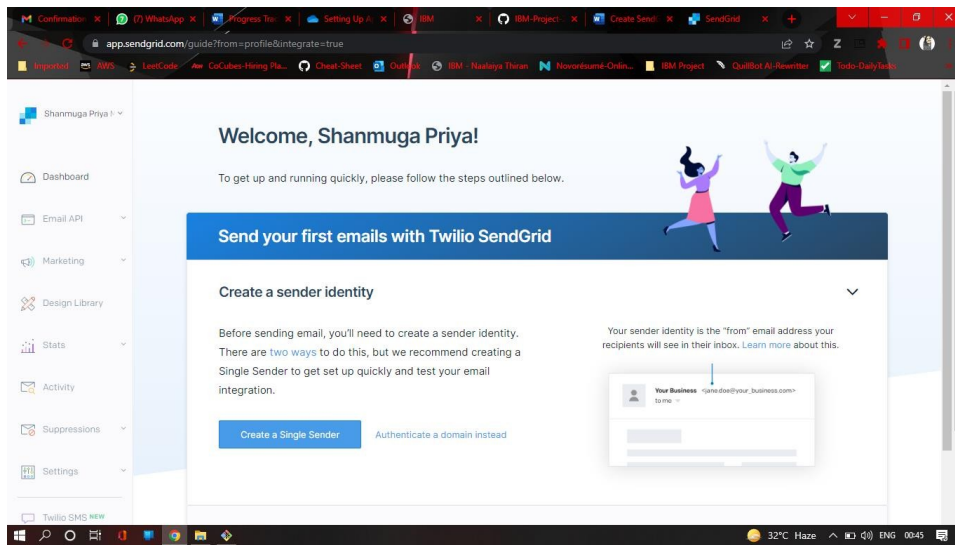 Confirmation
(7) WhatsApp
Progress Tra
Setting Up A
IBM
IBM-Project
Create Send
SendGrid
app.sendgrid.com/guide?from=profile&integrate=true
Imported
AWS
LeetCode
CoCubes-Hiring Pla...
Cheat-Sheet
Outlook
IBM - Naalaiya Thiran
Novorésumé-Onlin...
IBM Project
QuillBot AI-Rewritter
Todo-DailyTasks
Shanmuga Priya
Dashboard
Email API
Marketing
Design Library
Stats
Activity
Suppressions
Settings
Twilio SMS NEW
Welcome, Shanmuga Priya!
To get up and running quickly, please follow the steps outlined below.
Send your first emails with Twilio SendGrid
Create a sender identity
Before sending email, you'll need to create a sender identity.
There are two ways to do this, but we recommend creating a
Single Sender to get set up quickly and test your email
integration.
Create a Single Sender
Authenticate a domain instead
Your sender identity is the "from" email address your
recipients will see in their inbox. Learn more about this.
Your Business <jane.doe@your_business.com>
to me
32°C Haze
ENG
00:45